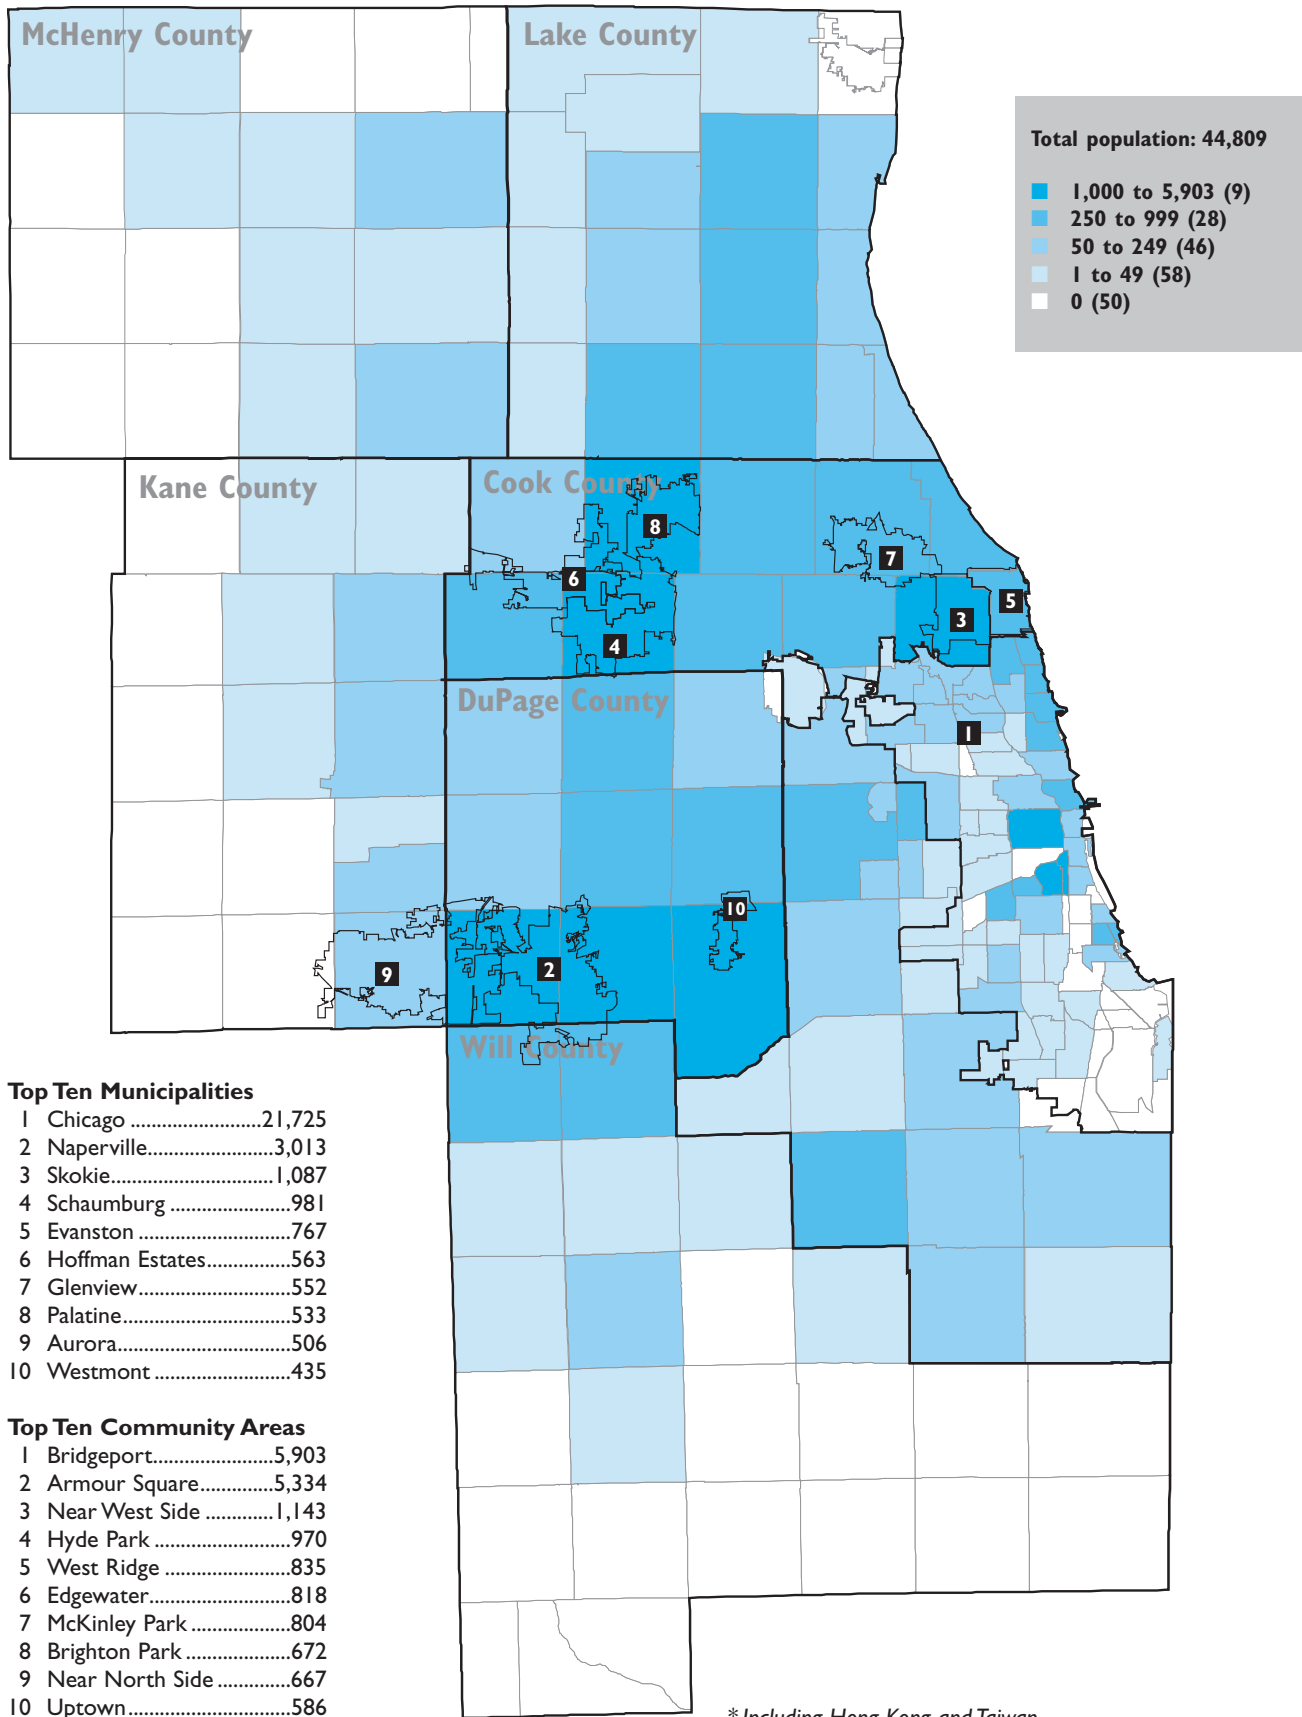 McHenry County
Lake County
Total population: 44,809
1,000 to 5,903 (9)
250 to 999 (28)
50 to 249 (46)
1 to 49 (58)
0 (50)
Kane County
Cook County
8
7
6
5
3
4
DuPage County
1
10
2
9
Will County
Top Ten Municipalities
1 Chicago ..........................21,725
2 Naperville.........................3,013
3 Skokie................................1,087
4 Schaumburg ........................981
5 Evanston ..............................767
6 Hoffman Estates.................563
7 Glenview..............................552
8 Palatine.................................533
9 Aurora..................................506
10 Westmont ...........................435
Top Ten Community Areas
1 Bridgeport........................5,903
2 Armour Square...............5,334
3 Near West Side ..............1,143
4 Hyde Park ...........................970
5 West Ridge .........................835
6 Edgewater............................818
7 McKinley Park ....................804
8 Brighton Park .....................672
9 Near North Side ...............667
10 Uptown................................586
* Including Hong Kong and Taiwan